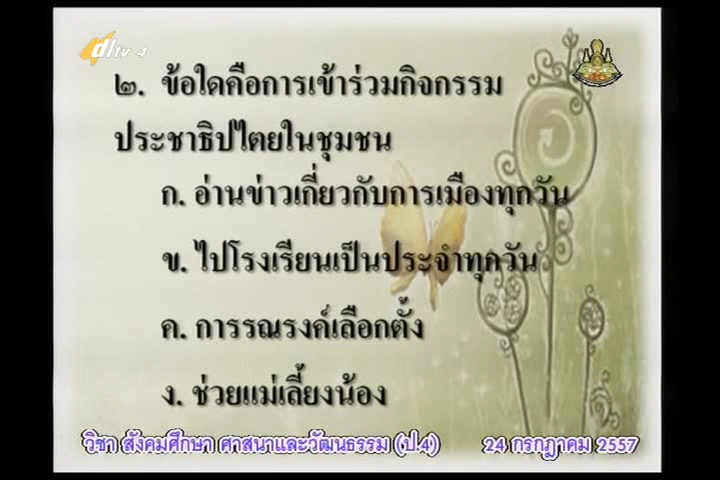 dltv-4
๒. ข้อใดคือการเข้าร่วมกิจกรรม
ประชาธิปไตยในชุมชน
ก. อ่านข่าวเกี่ยวกับการเมืองทุกวัน
ข. ไปโรงเรียนเป็นประจำทุกวัน
ค. การรณรงค์เลือกตั้ง
ง. ช่วยแม่เลี้ยงน้อง
วิชา สังคมศึกษา ศาสนาและวัฒนธรรม (ป.4) 24 กรกฎาคม 2557